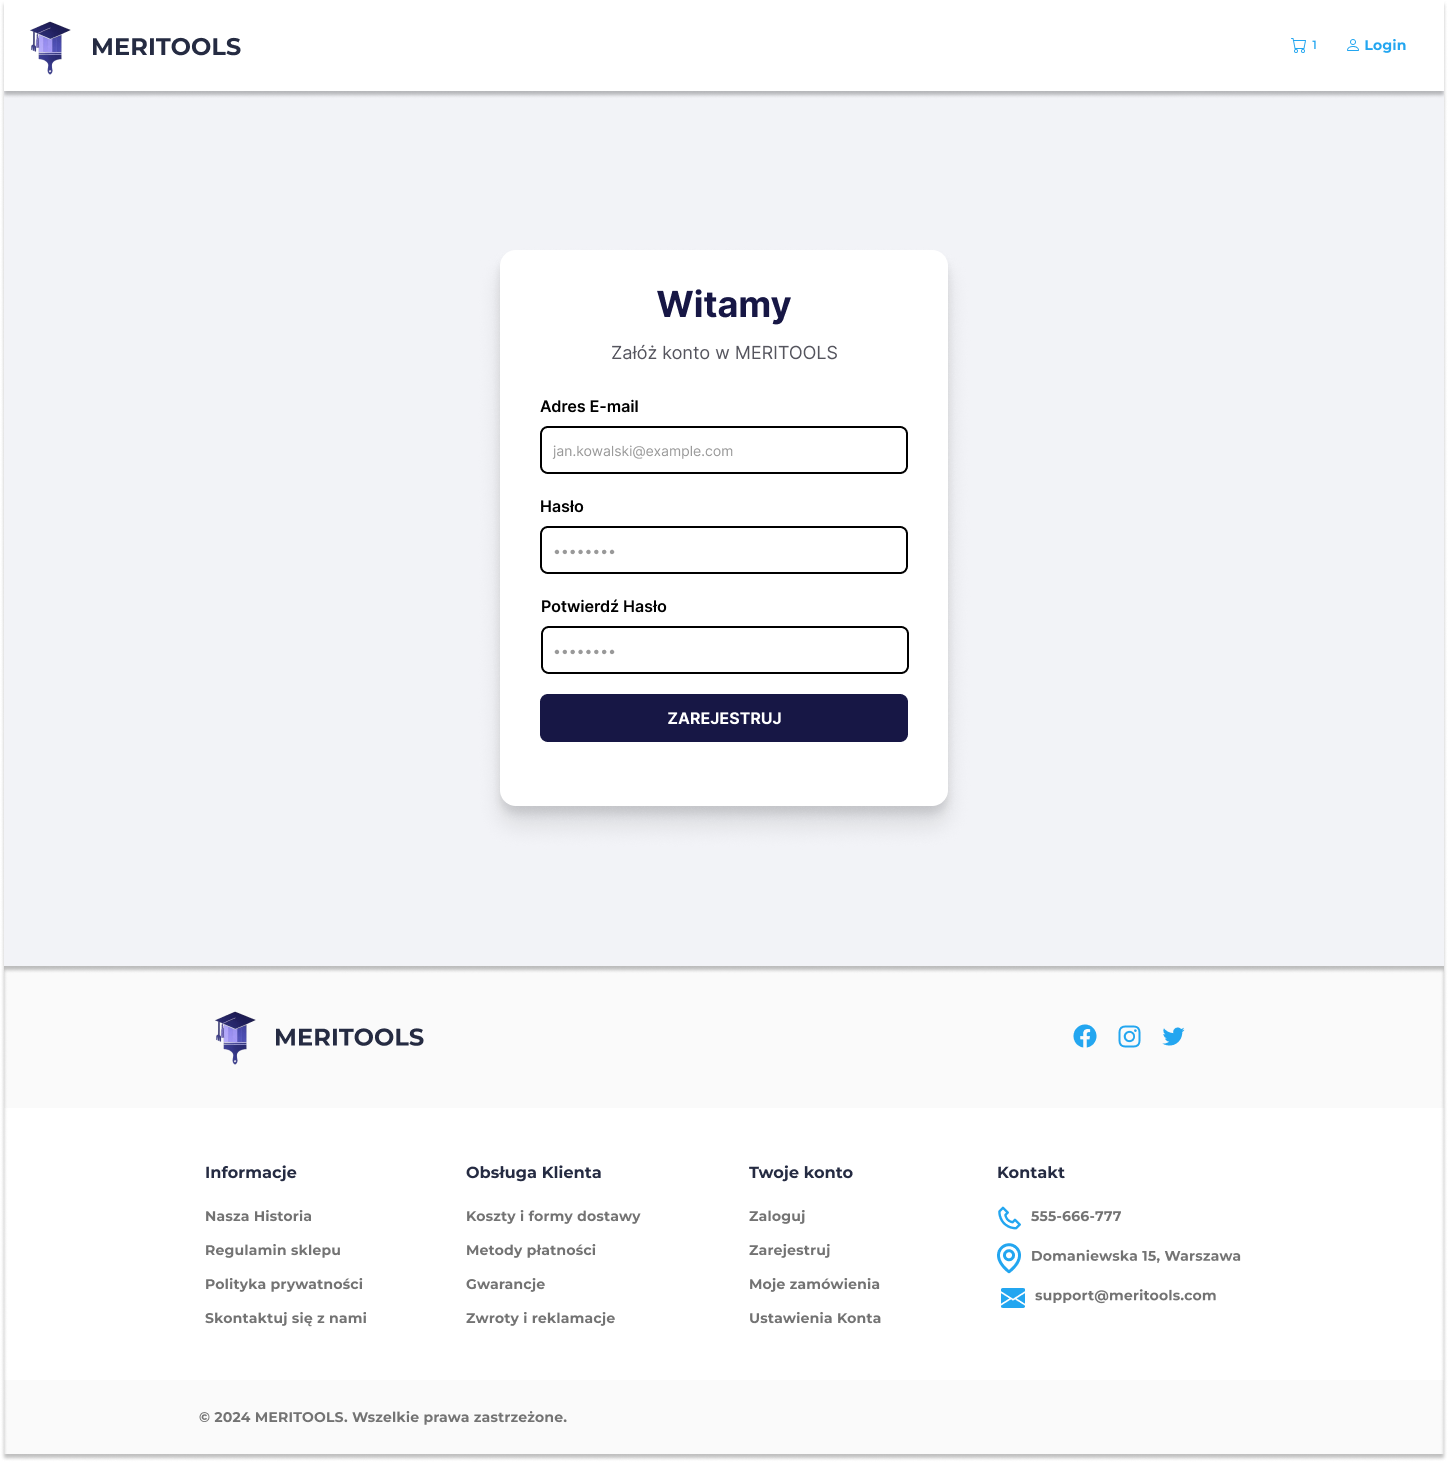 MERITOOLS
1
Login
Witamy
Załóż konto w MERITOOLS
Adres E-mail
jan.kowalski@example.com
Hasło
••••••••
Potwierdź Hasło
••••••••
ZAREJESTRUJ
MERITOOLS
Informacje
Nasza Historia
Regulamin sklepu
Polityka prywatności
Skontaktuj się z nami
Obsługa Klienta
Koszty i formy dostawy
Metody płatności
Gwarancje
Zwroty i reklamacje
Twoje konto
Zaloguj
Zarejestruj
Moje zamówienia
Ustawienia Konta
Kontakt
555-666-777
Domaniewska 15, Warszawa
support@meritools.com
© 2024 MERITOOLS. Wszelkie prawa zastrzeżone.